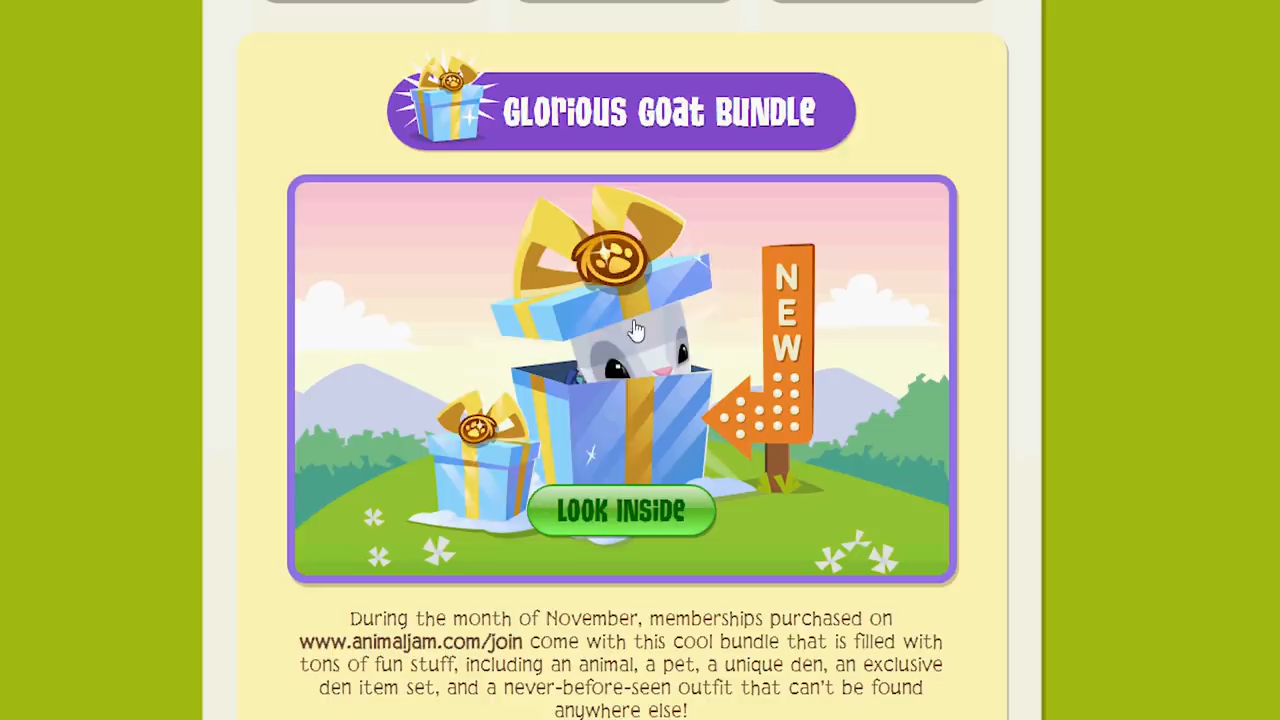 GLORIOUS GOAT BUNDLE
NEW
LOOK INSIDE
During the month of November, memberships purchased on
www.animaljam.com/join come with this cool bundle that is filled with
tons of fun stuff, including an animal, a pet, a unique den, an exclusive
den item set, and a never-before-seen outfit that can't be found
anywhere else!